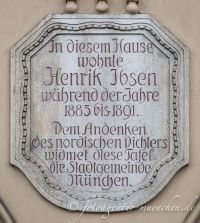 In diesem Hause
wohnte
Henrik Ibsen
während der Jahre
1885 bis 1891.
Dem Andenken
des nordischen Dichters
widmet diese Tafel
die Stadtgemeinde
München.
© fotoagentur-muenchen.de